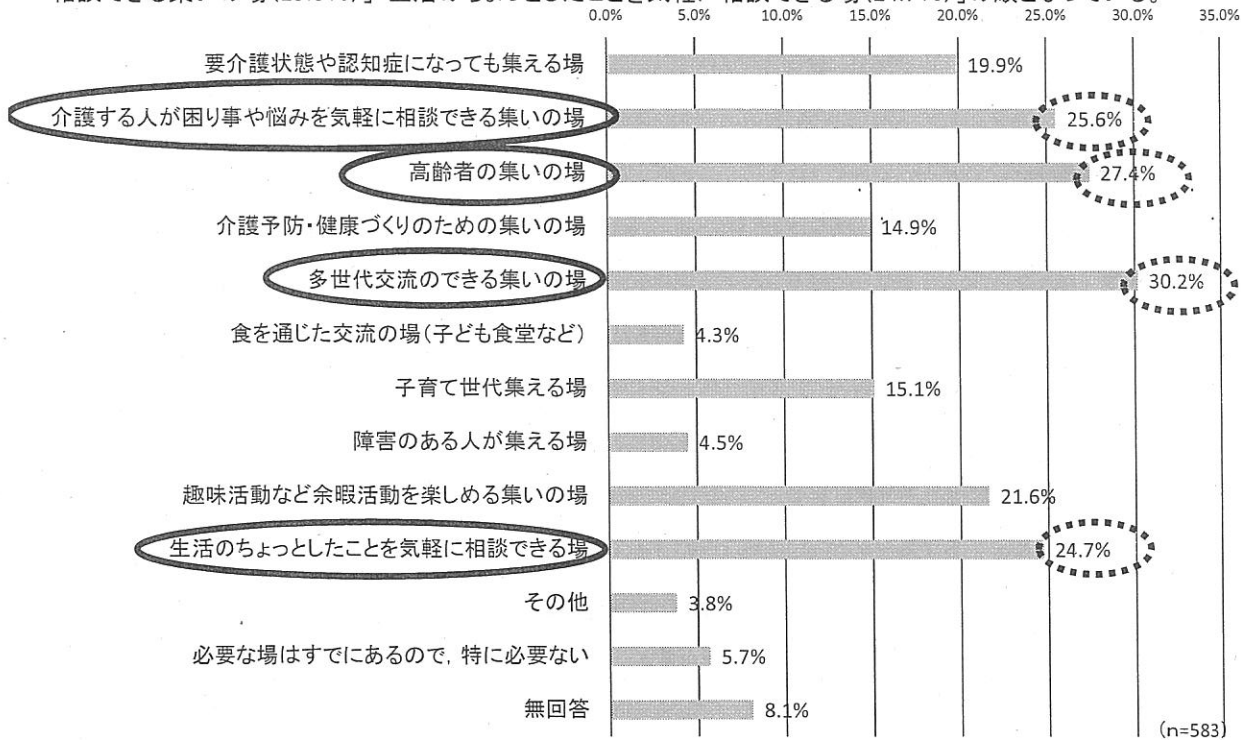 0.0% 5.0% 10.0% 15.0% 20.0% 25.0% 30.0% 35.0%
要介護状態や認知症になっても集える場 19.9%
介護する人が困り事や悩みを気軽に相談できる集いの場 25.6%
高齢者の集いの場 27.4%
介護予防・健康づくりのための集いの場 14.9%
多世代交流のできる集いの場 30.2%
食を通じた交流の場(子ども食堂など) 4.3%
子育て世代集える場 15.1%
障害のある人が集える場 4.5%
趣味活動など余暇活動を楽しめる集いの場 21.6%
生活のちょっとしたことを気軽に相談できる場 24.7%
その他 3.8%
必要な場はすでにあるので, 特に必要ない 5.7%
無回答 8.1%
(n=583)